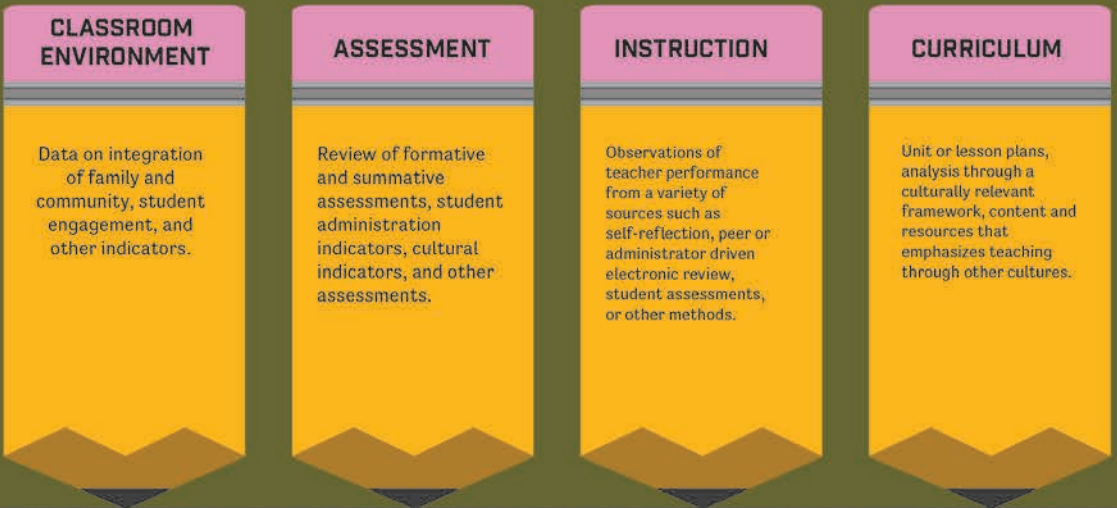 CLASSROOM
ENVIRONMENT
Data on integration
of family and
community, student
engagement, and
other indicators.
ASSESSMENT
Review of formative
and summative
assessments, student
administration
indicators, cultural
indicators, and other
assessments.
INSTRUCTION
Observations of
teacher performance
from a variety of
sources such as
self-reflection, peer or
administrator driven
electronic review,
student assessments,
or other methods.
CURRICULUM
Unit or lesson plans,
analysis through a
culturally relevant
framework, content and
resources that
emphasizes teaching
through other cultures.